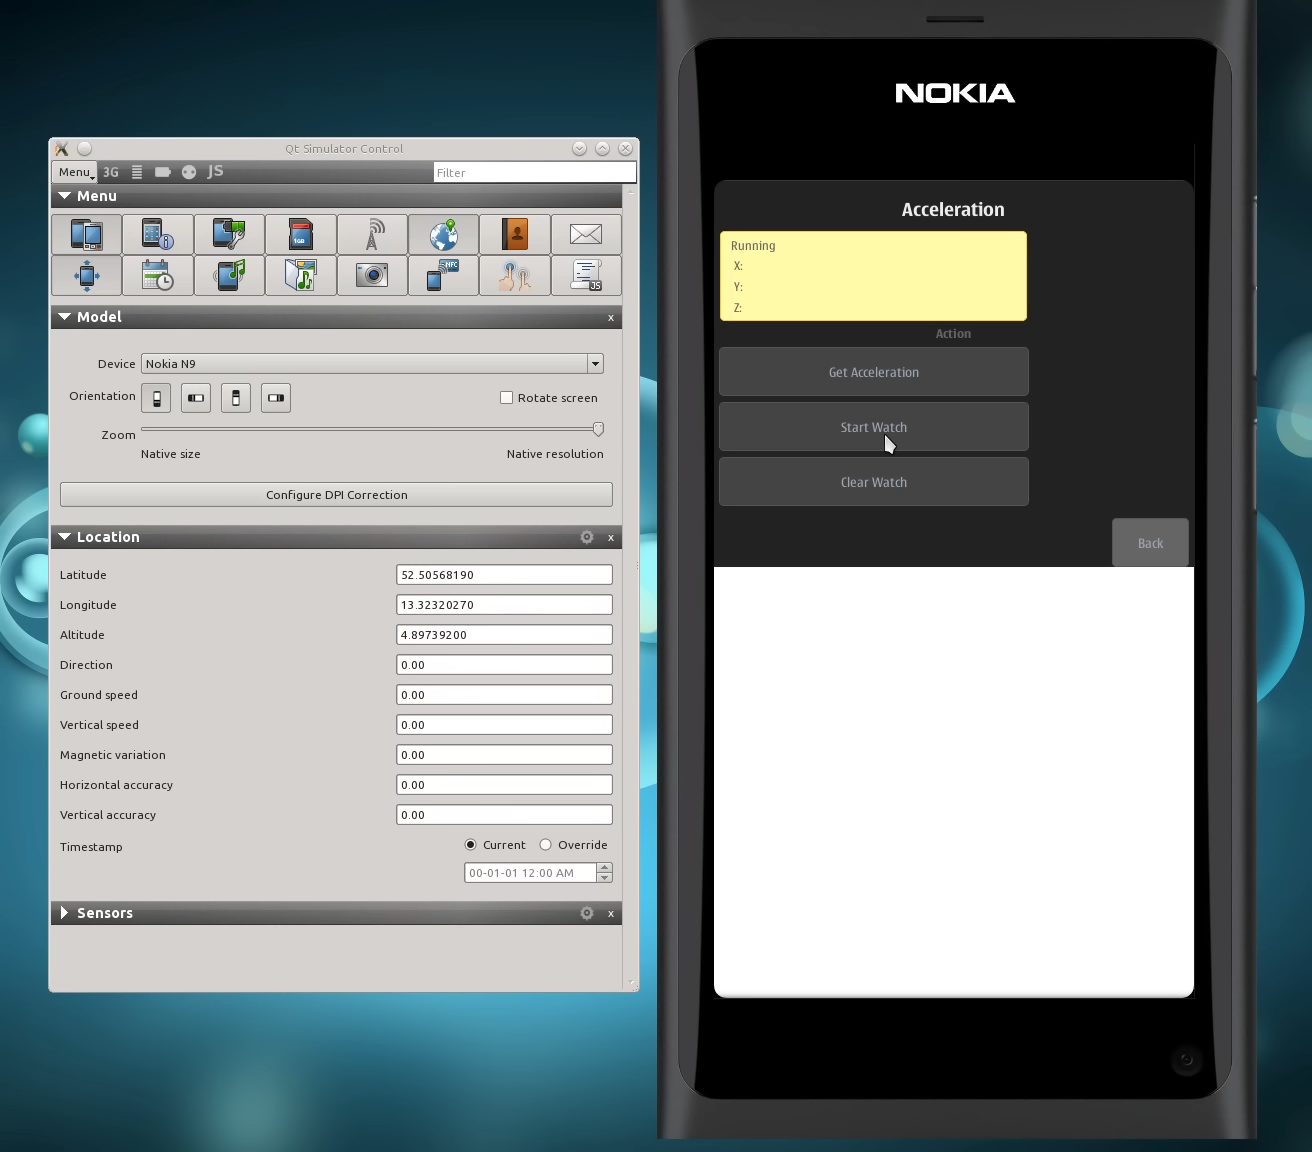 Qt Simulator Control
Menu 3G JS Filter
Menu
1GB
NFC
JS
Model x
Device Nokia N9
Orientation Rotate screen
Zoom
Native size Native resolution
Configure DPI Correction
Location x
Latitude 52.50568190
Longitude 13.32320270
Altitude 4.89739200
Direction 0.00
Ground speed 0.00
Vertical speed 0.00
Magnetic variation 0.00
Horizontal accuracy 0.00
Vertical accuracy 0.00
Timestamp Current Override
00-01-01 12:00 AM
Sensors x
NOKIA
Acceleration
Running
X:
Y:
Z:
Action
Get Acceleration
Start Watch
Clear Watch
Back